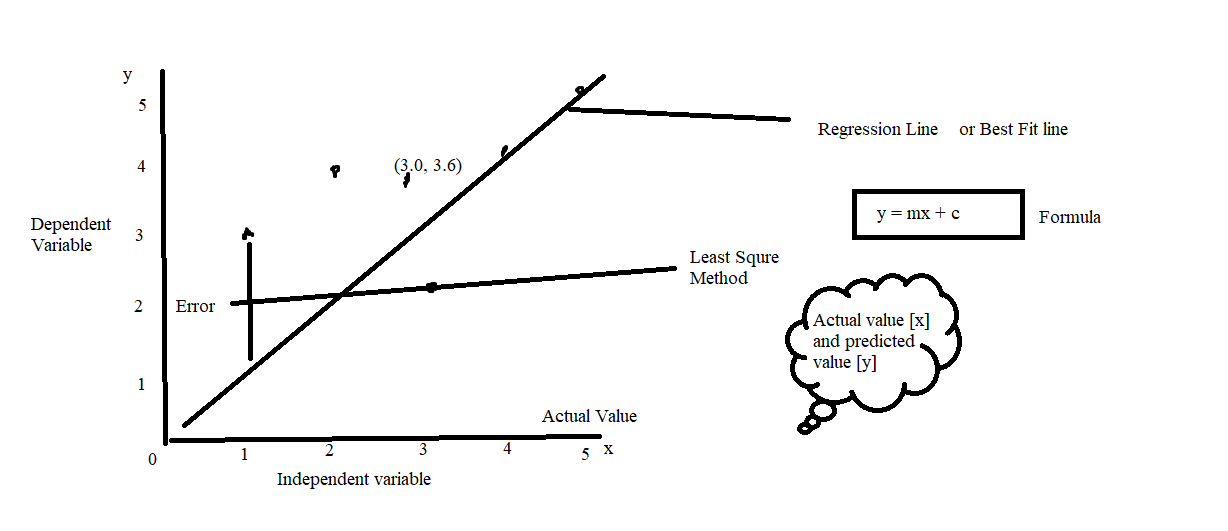 y
5
Regression Line or Best Fit line
4
(3.0, 3.6)
y = mx + c
Formula
Dependent
Variable
3
Least Squre
Method
2
Error
Actual value [x]
and predicted
value [y]
1
Actual Value
0
1
2
3
4
5
x
Independent variable